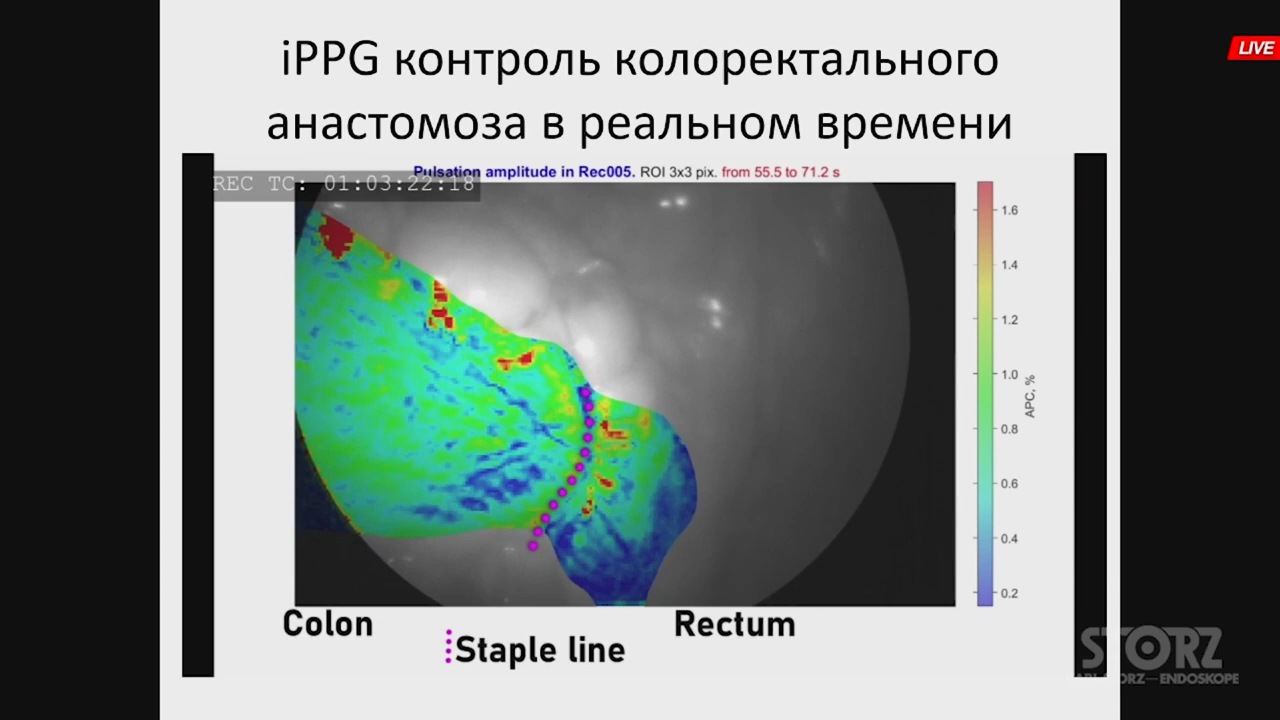 LIVE
iPPG контроль колоректального
анастомоза в реальном времени
Pulsation amplitude in Rec005. ROI 3x3 pix. from 55.5 to 71.2 s
REC TC: 01:03:22:18
1.6
1.4
1.2
1.0
0.8
0.6
0.4
0.2
APC, %
Colon
Rectum
Staple line
STORZ
ORZ—ENDOSKOPE